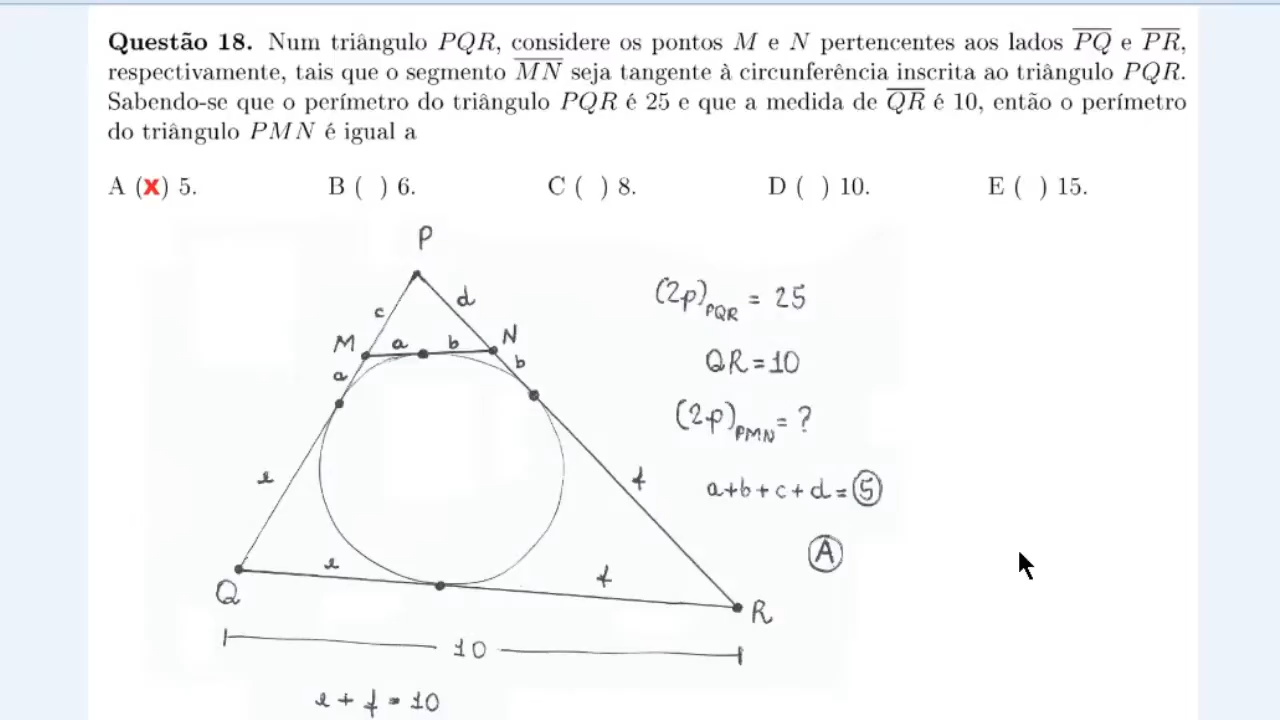 Questão 18. Num triângulo PQR, considere os pontos M e N pertencentes aos lados PQ e PR,
respectivamente, tais que o segmento MN seja tangente à circunferência inscrita ao triângulo PQR.
Sabendo-se que o perímetro do triângulo PQR é 25 e que a medida de QR é 10, então o perímetro
do triângulo PMN é igual a
A (X) 5. B ( ) 6. C ( ) 8. D ( ) 10. E ( ) 15.
P
c d
M a b N
a b
e f
Q e f R
10
e + f = 10
(2p)PQR = 25
QR = 10
(2p)PMN = ?
a+b+c+d = 5
A